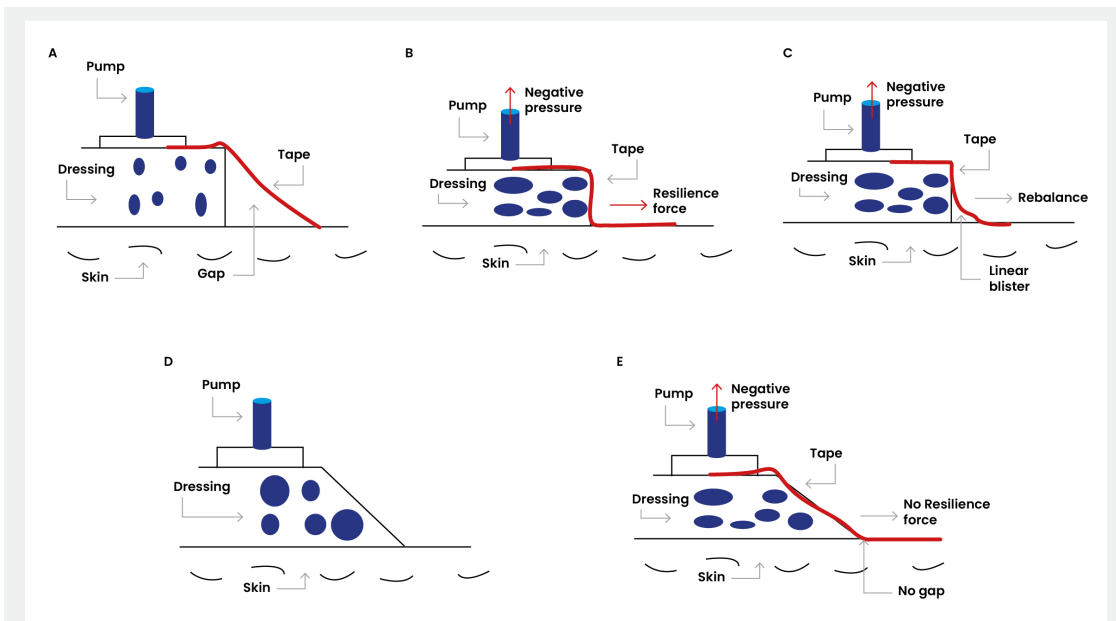 A
Pump
Dressing
Tape
Skin
Gap
B
Negative
pressure
Pump
Tape
Dressing
Resilience
force
Skin
C
Negative
pressure
Pump
Tape
Dressing
Rebalance
Skin
Linear
blister
D
Pump
Dressing
Skin
E
Negative
pressure
Pump
Tape
Dressing
No Resilience
force
Skin
No gap